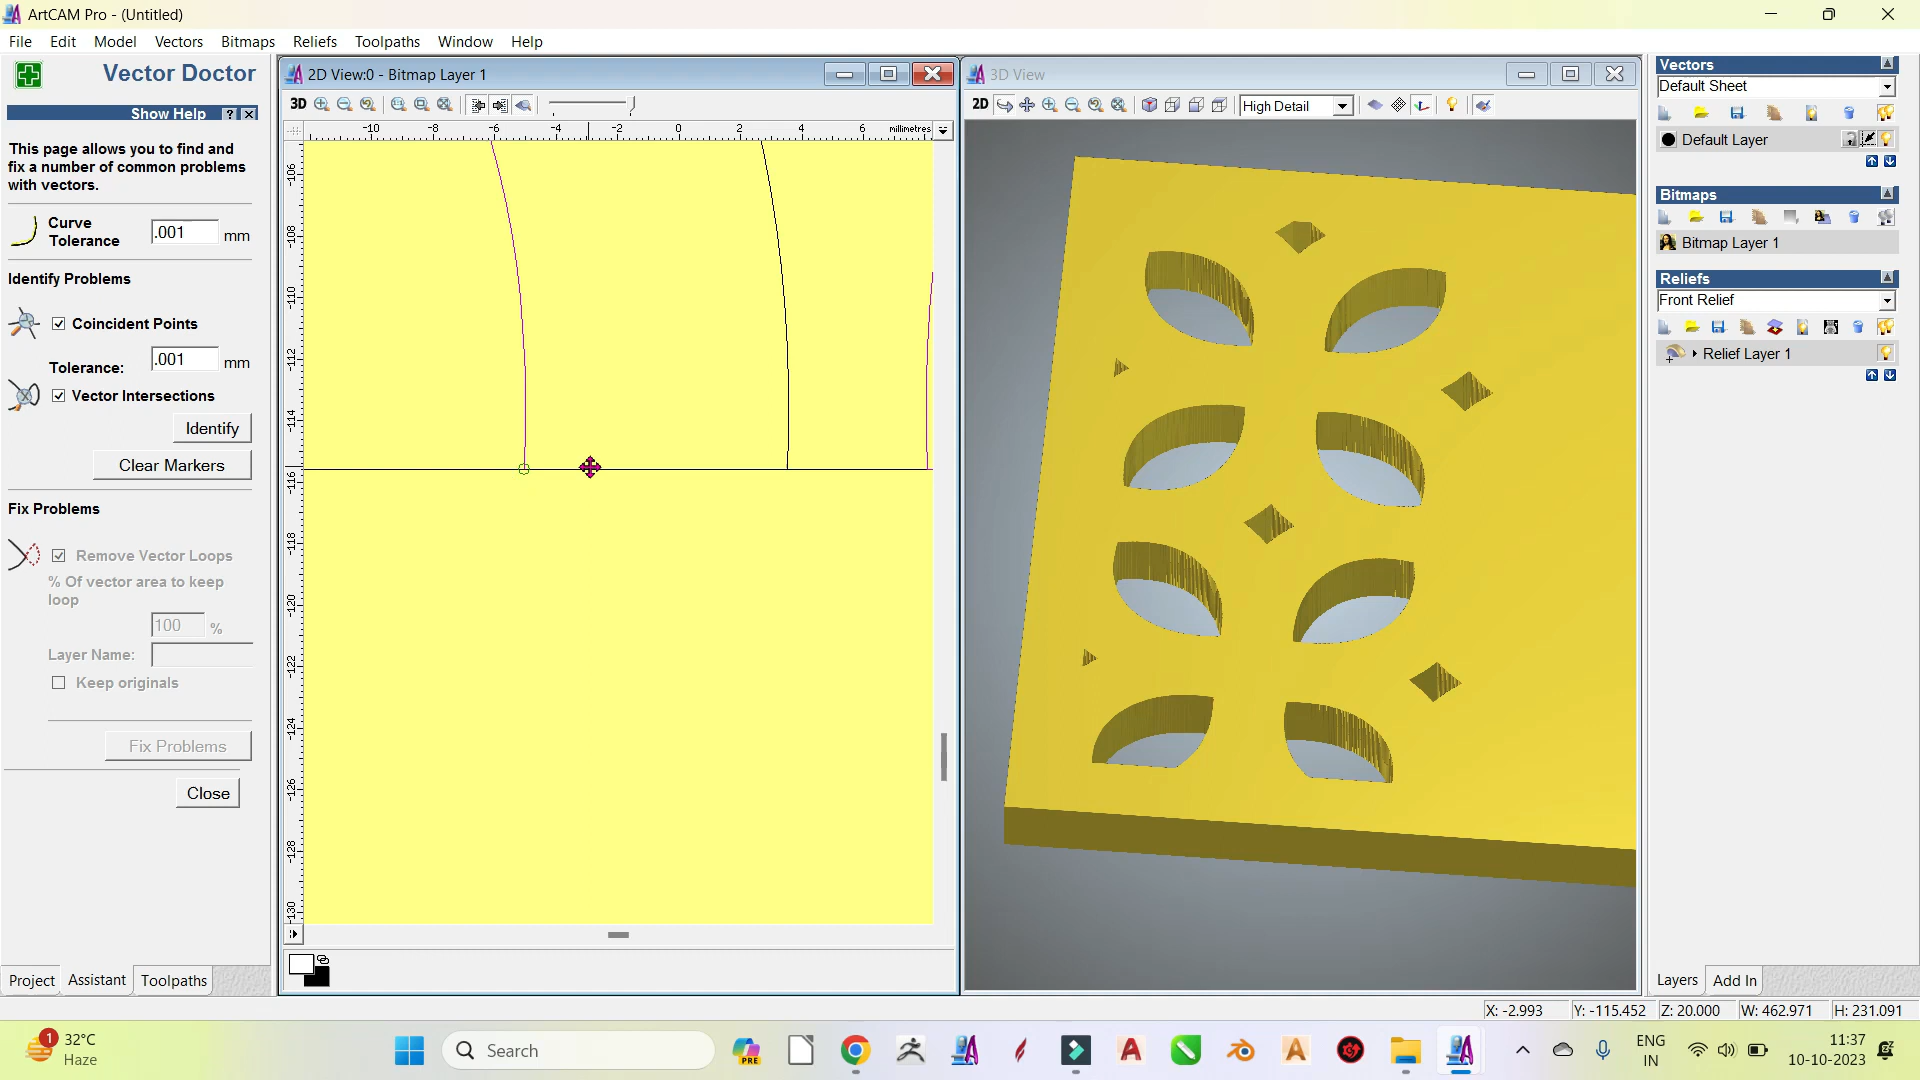 ArtCAM Pro - (Untitled)
File Edit Model Vectors Bitmaps Reliefs Toolpaths Window Help
Vector Doctor
Show Help ?
This page allows you to find and
fix a number of common problems
with vectors.
Curve
Tolerance
.001 mm
Identify Problems
Coincident Points
Tolerance: .001 mm
Vector Intersections
Identify
Clear Markers
Fix Problems
Remove Vector Loops
% Of vector area to keep
loop
100 %
Layer Name:
Keep originals
Fix Problems
Close
Project Assistant Toolpaths
2D View:0 - Bitmap Layer 1
3D
-10 -8 -6 -4 -2 0 2 4 6 millimetres
-106
-108
-110
-112
-114
-116
-118
-120
-122
-124
-126
-128
-130
3D View
2D High Detail
Vectors
Default Sheet
Default Layer
Bitmaps
Bitmap Layer 1
Reliefs
Front Relief
Relief Layer 1
Layers Add In
X: -2.993 Y: -115.452 Z: 20.000 W: 462.971 H: 231.091
1
32°C
Haze
Search
PRE
ENG
IN
11:37
10-10-2023